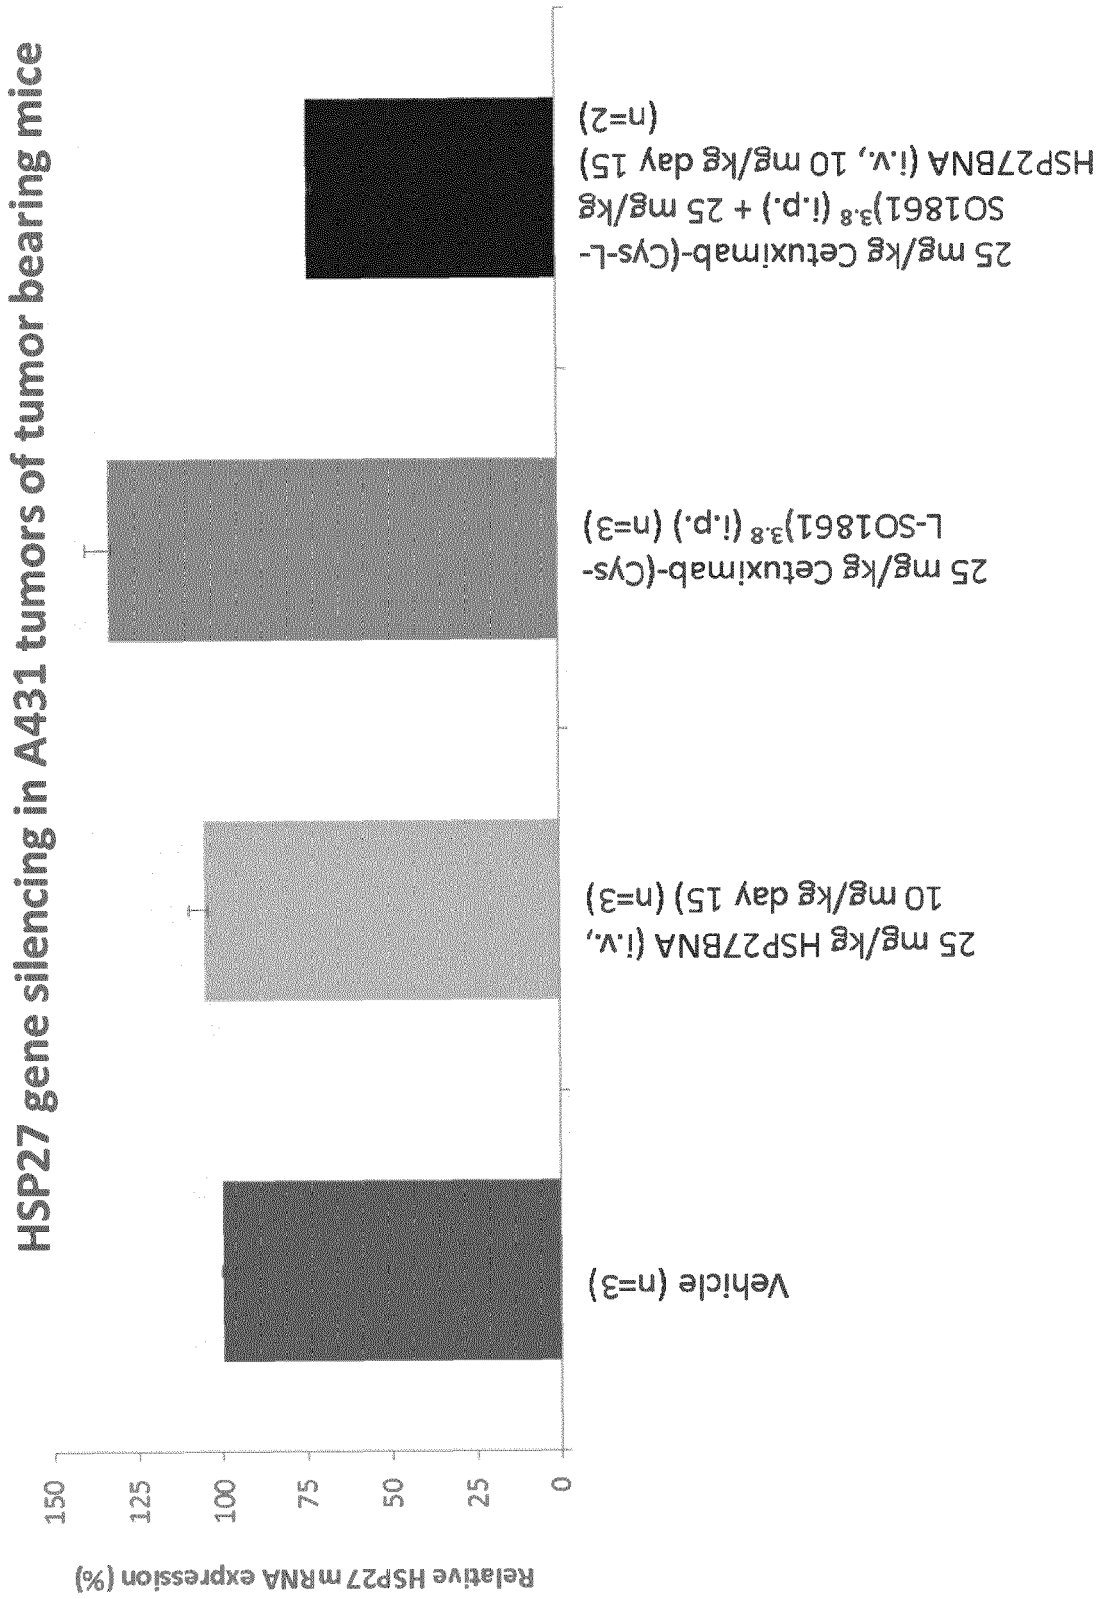 HSP27 gene silencing in A431 tumors of tumor bearing mice
Relative HSP27 mRNA expression (%)
150
125
100
75
50
25
0
Vehicle (n=3)
25 mg/kg HSP27BNA (i.v.,
10 mg/kg day 15) (n=3)
25 mg/kg Cetuximab-(Cys-
L-SO1861)3.8 (i.p.) (n=3)
25 mg/kg Cetuximab-(Cys-L-
SO1861)3.8 (i.p.) + 25 mg/kg
HSP27BNA (i.v., 10 mg/kg day 15)
(n=2)